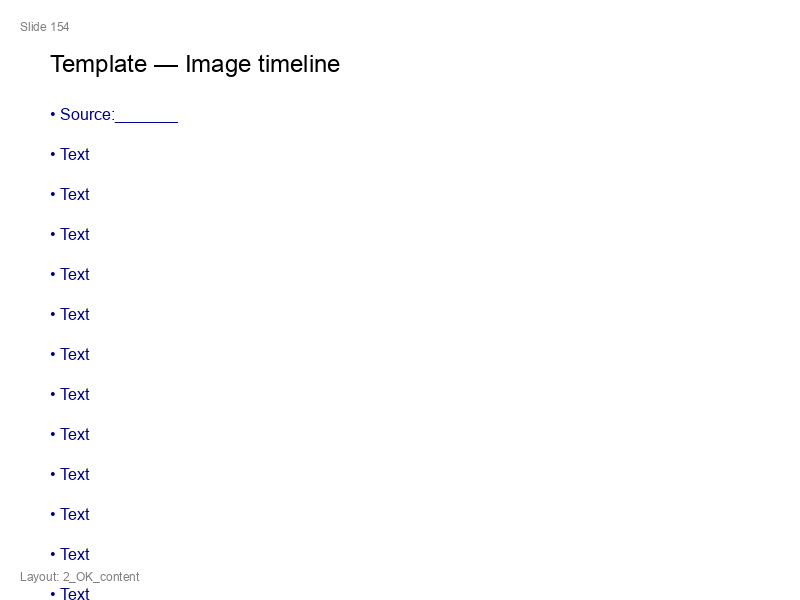 Slide 154
Template — Image timeline
• Source:_______
• Text
• Text
• Text
• Text
• Text
• Text
• Text
• Text
• Text
• Text
• Text
Layout: 2_OK_content
• Text